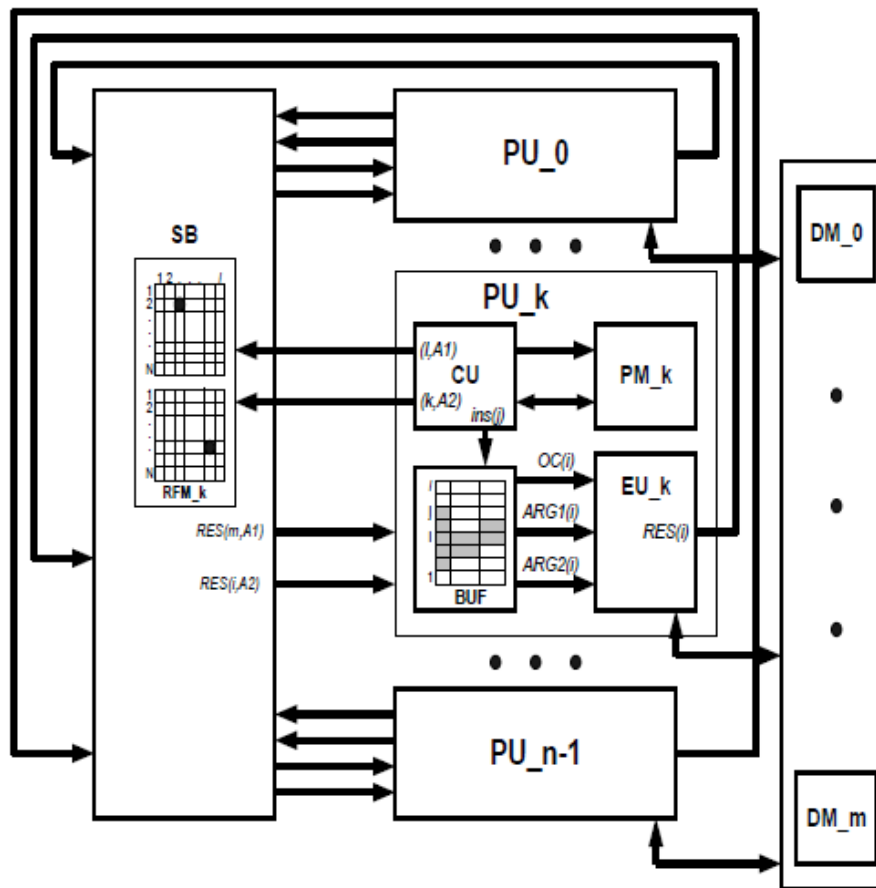 PU_0
SB
DM_0
1 2 . . . l
1
2
.
.
.
N
1
2
.
.
.
N
RFM_k
PU_k
(l,A1)
CU
(k,A2)
ins(j)
PM_k
OC(i)
EU_k
ARG1(i)
RES(i)
ARG2(i)
i
j
l
1
BUF
RES(m,A1)
RES(i,A2)
PU_n-1
DM_m